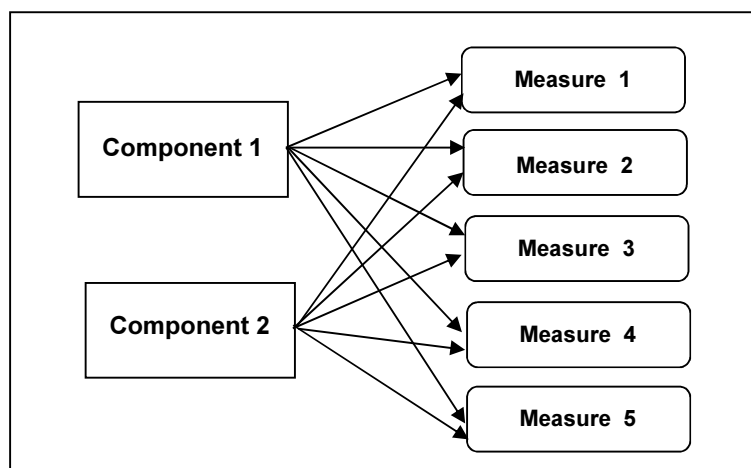 Measure 1
Component 1
Measure 2
Measure 3
Component 2
Measure 4
Measure 5